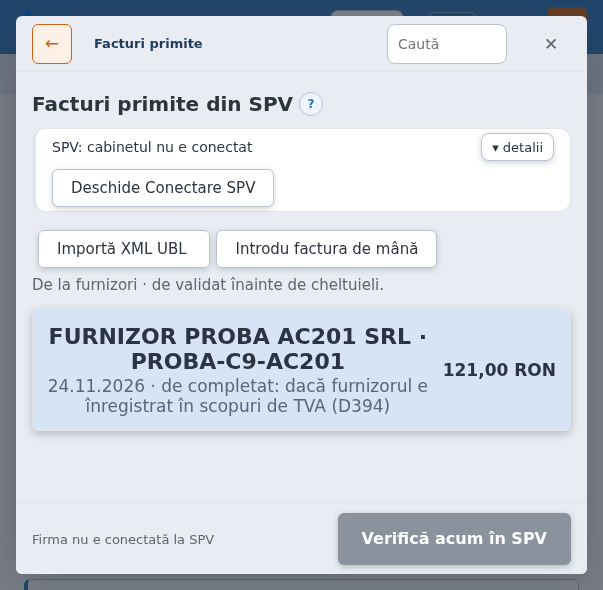 ← Facturi primite Caută ✕
Facturi primite din SPV ?
SPV: cabinetul nu e conectat ▾ detalii
Deschide Conectare SPV
Importă XML UBL Introdu factura de mână
De la furnizori · de validat înainte de cheltuieli.
FURNIZOR PROBA AC201 SRL ·
PROBA-C9-AC201
121,00 RON
24.11.2026 · de completat: dacă furnizorul e
înregistrat în scopuri de TVA (D394)
Firma nu e conectată la SPV Verifică acum în SPV